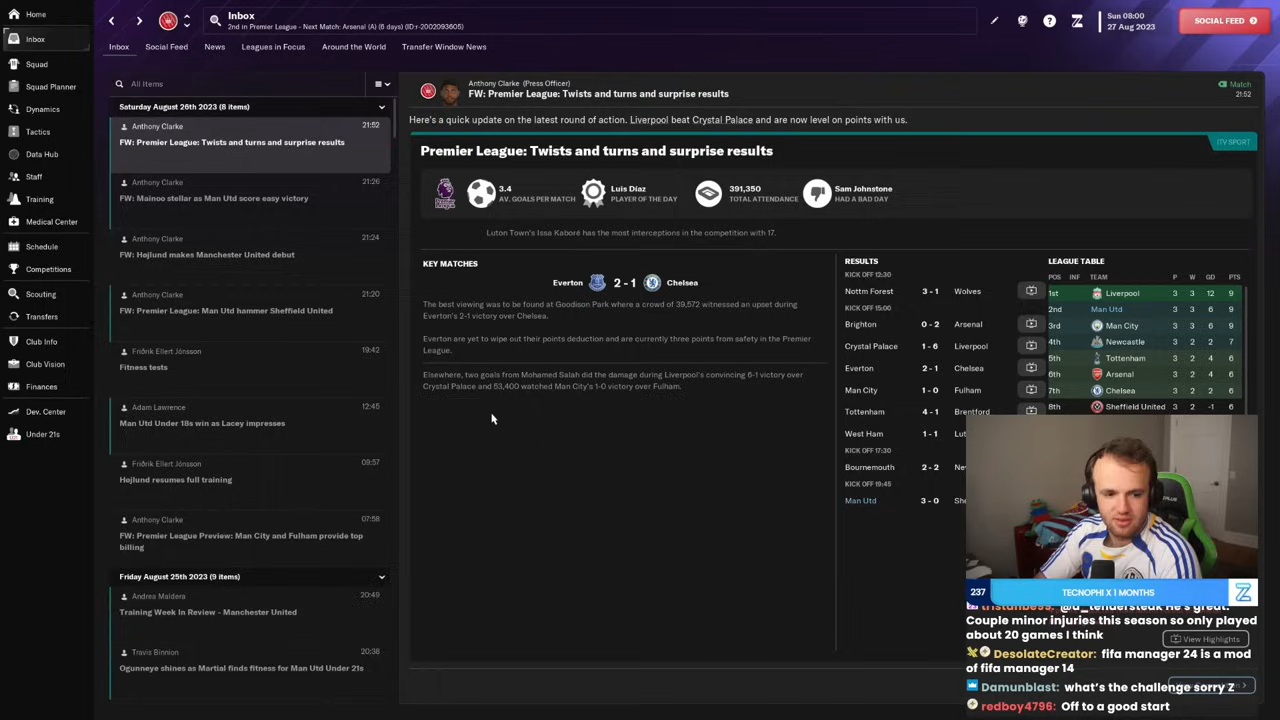 Home
Inbox
Squad
Squad Planner
Dynamics
Tactics
Data Hub
Staff
Training
Medical Center
Schedule
Competitions
Scouting
Transfers
Club Info
Club Vision
Finances
Dev. Center
Under 21s
Inbox
2nd in Premier League - Next Match: Arsenal (A) (6 days) (ID:r-2002093605)
Sun 08:00
27 Aug 2023
SOCIAL FEED
Inbox Social Feed News Leagues in Focus Around the World Transfer Window News
All Items
Saturday August 26th 2023 (8 items)
Anthony Clarke 21:52
FW: Premier League: Twists and turns and surprise results
Anthony Clarke 21:26
FW: Mainoo stellar as Man Utd score easy victory
Anthony Clarke 21:24
FW: Højlund makes Manchester United debut
Anthony Clarke 21:20
FW: Premier League: Man Utd hammer Sheffield United
Friðrik Ellert Jónsson 19:42
Fitness tests
Adam Lawrence 12:45
Man Utd Under 18s win as Lacey impresses
Friðrik Ellert Jónsson 09:57
Højlund resumes full training
Anthony Clarke 07:58
FW: Premier League Preview: Man City and Fulham provide top
billing
Friday August 25th 2023 (9 items)
Andrea Maldera 20:49
Training Week In Review - Manchester United
Travis Binnion 20:38
Ogunneye shines as Martial finds fitness for Man Utd Under 21s
Anthony Clarke (Press Officer)
FW: Premier League: Twists and turns and surprise results
Match
21:52
Here's a quick update on the latest round of action. Liverpool beat Crystal Palace and are now level on points with us.
ITV SPORT
Premier League: Twists and turns and surprise results
3.4
AV. GOALS PER MATCH
Luis Díaz
PLAYER OF THE DAY
391,350
TOTAL ATTENDANCE
Sam Johnstone
HAD A BAD DAY
Luton Town's Issa Kaboré has the most interceptions in the competition with 17.
KEY MATCHES
Everton 2 - 1 Chelsea
The best viewing was to be found at Goodison Park where a crowd of 39,572 witnessed an upset during
Everton's 2-1 victory over Chelsea.
Everton are yet to wipe out their points deduction and are currently three points from safety in the Premier
League.
Elsewhere, two goals from Mohamed Salah did the damage during Liverpool's convincing 6-1 victory over
Crystal Palace and 53,400 watched Man City's 1-0 victory over Fulham.
RESULTS
KICK OFF 12:30
Nottm Forest 3 - 1 Wolves
KICK OFF 15:00
Brighton 0 - 2 Arsenal
Crystal Palace 1 - 6 Liverpool
Everton 2 - 1 Chelsea
Man City 1 - 0 Fulham
Tottenham 4 - 1 Brentford
West Ham 1 - 1 Lut
KICK OFF 17:30
Bournemouth 2 - 2 Ne
KICK OFF 19:45
Man Utd 3 - 0 She
LEAGUE TABLE
POS INF TEAM P W GD PTS
1st Liverpool 3 3 12 9
2nd Man Utd 3 3 6 9
3rd Man City 3 3 6 9
4th Newcastle 3 2 2 7
5th Tottenham 3 2 4 6
6th Arsenal 3 2 4 6
7th Chelsea 3 2 2 6
8th Sheffield United 3 2 -1 6
237 TECNOPHI X 1 MONTHS Z
He's great.
Couple minor injuries this season so only played
about 20 games I think
View Highlights
DesolateCreator: fifa manager 24 is a mod
of fifa manager 14
Damunblast: what's the challenge sorry Z
redboy4796: Off to a good start